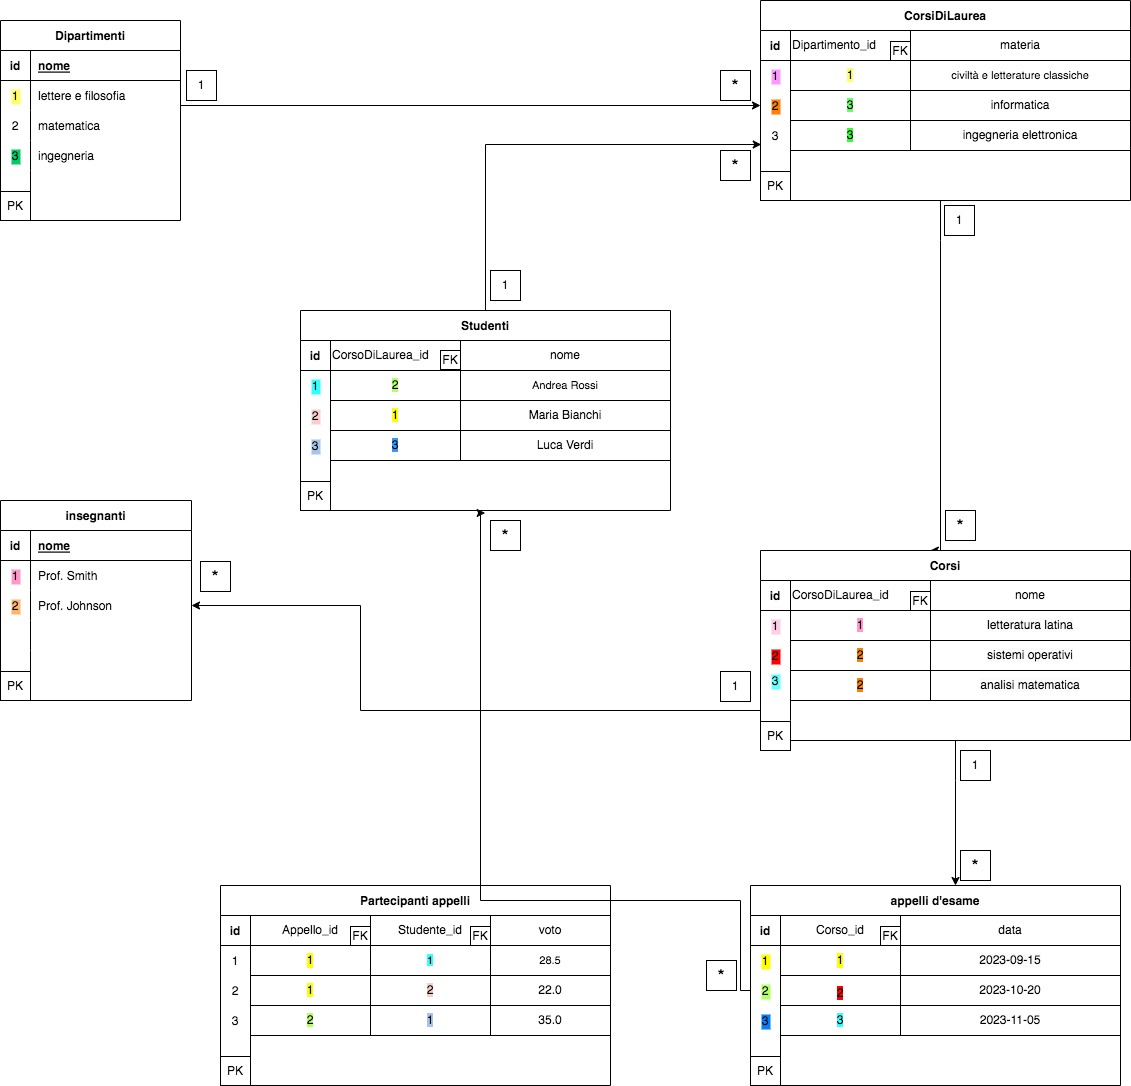 Dipartimenti
id nome
1 lettere e filosofia
2 matematica
3 ingegneria
PK
1
*
CorsiDiLaurea
id Dipartimento_id FK materia
1 1 civiltà e letterature classiche
2 3 informatica
3 3 ingegneria elettronica
PK
*
1
1
Studenti
id CorsoDiLaurea_id FK nome
1 2 Andrea Rossi
2 1 Maria Bianchi
3 3 Luca Verdi
PK
*
*
insegnanti
id nome
1 Prof. Smith
2 Prof. Johnson
PK
*
1
Corsi
id CorsoDiLaurea_id FK nome
1 1 letteratura latina
2 2 sistemi operativi
3 2 analisi matematica
PK
1
*
Partecipanti appelli
id Appello_id FK Studente_id FK voto
1 1 1 28.5
2 1 2 22.0
3 2 1 35.0
PK
*
appelli d'esame
id Corso_id FK data
1 1 2023-09-15
2 2 2023-10-20
3 3 2023-11-05
PK